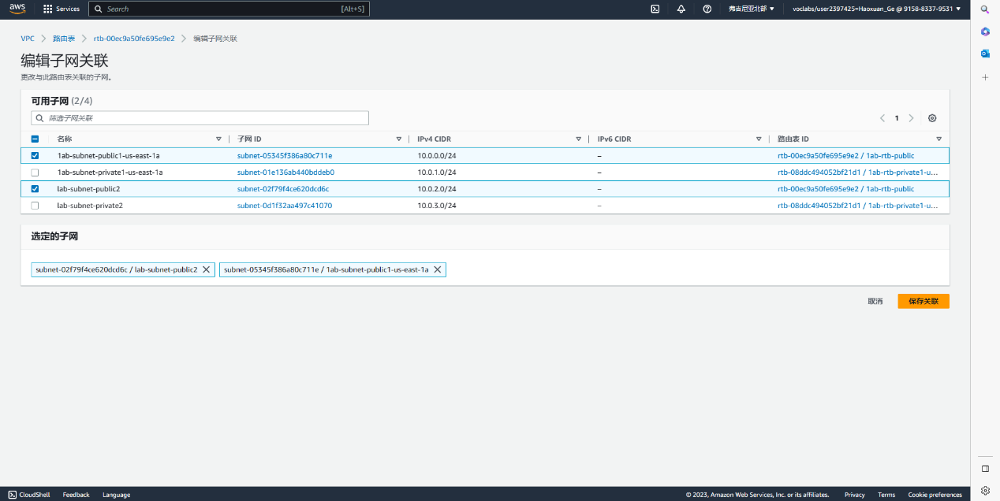 aws Services Search [Alt+S] 弗吉尼亚北部 voclabs/user2397425=Haoxuan_Ge @ 9158-8337-9531
VPC 路由表 rtb-00ec9a50fe695e9e2 编辑子网关联
编辑子网关联
更改与此路由表关联的子网。
可用子网 (2/4)
筛选子网关联
1
名称 子网 ID IPv4 CIDR IPv6 CIDR 路由表 ID
1ab-subnet-public1-us-east-1a subnet-05345f386a80c711e 10.0.0.0/24 – rtb-00ec9a50fe695e9e2 / 1ab-rtb-public
1ab-subnet-private1-us-east-1a subnet-01e136ab440bddeb0 10.0.1.0/24 – rtb-08ddc494052bf21d1 / 1ab-rtb-private1-u...
lab-subnet-public2 subnet-02f79f4ce620dcd6c 10.0.2.0/24 – rtb-00ec9a50fe695e9e2 / 1ab-rtb-public
lab-subnet-private2 subnet-0d1f32aa497c41070 10.0.3.0/24 – rtb-08ddc494052bf21d1 / 1ab-rtb-private1-u...
选定的子网
subnet-02f79f4ce620dcd6c / lab-subnet-public2 subnet-05345f386a80c711e / 1ab-subnet-public1-us-east-1a
取消 保存关联
CloudShell Feedback Language © 2023, Amazon Web Services, Inc. or its affiliates. Privacy Terms Cookie preferences